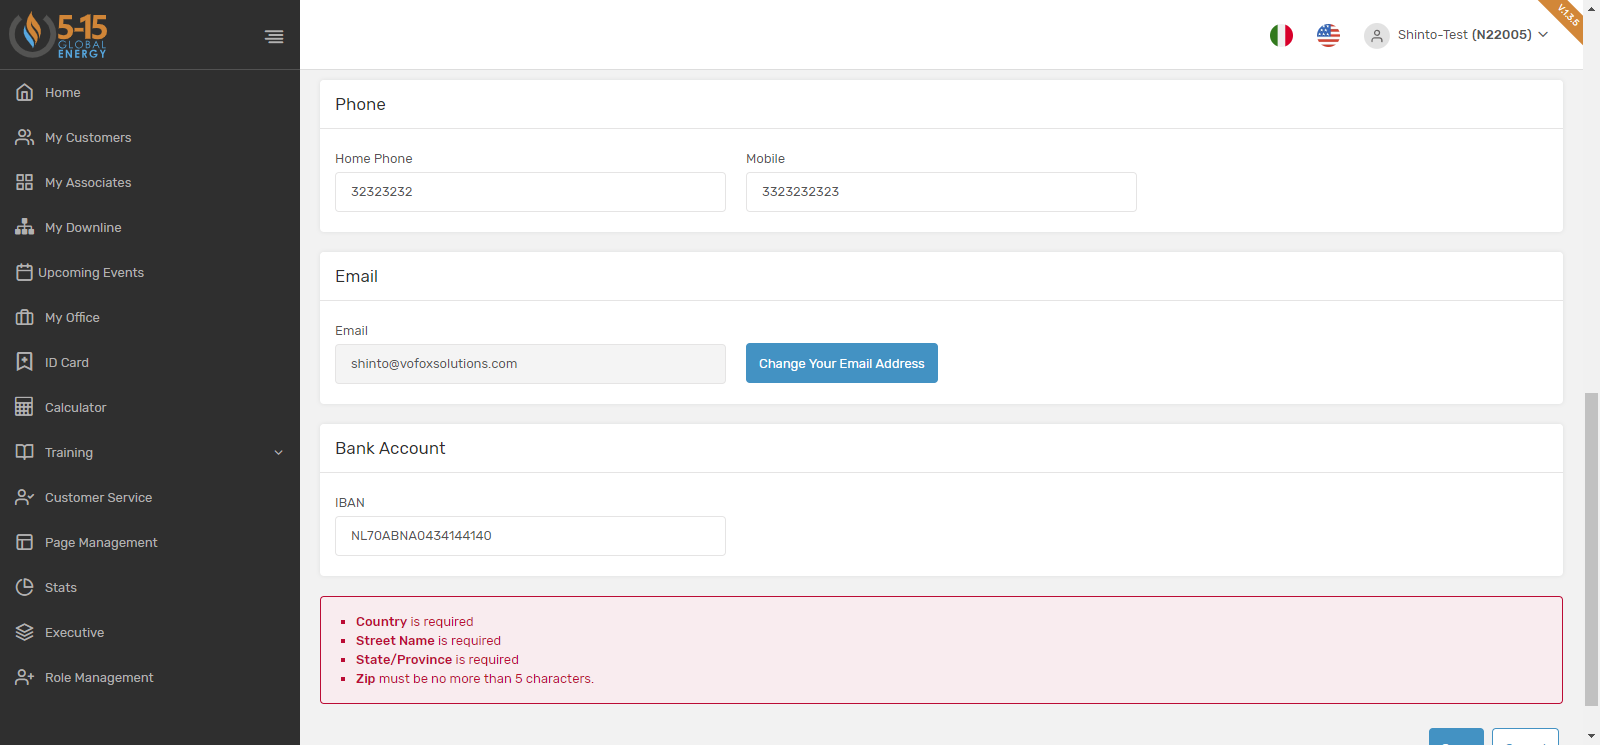 5-15
GLOBAL
ENERGY
Home
My Customers
My Associates
My Downline
Upcoming Events
My Office
ID Card
Calculator
Training
Customer Service
Page Management
Stats
Executive
Role Management
Shinto-Test (N22005)
V.1.3.5
Phone
Home Phone
Mobile
32323232
3323232323
Email
Email
shinto@vofoxsolutions.com
Change Your Email Address
Bank Account
IBAN
NL70ABNA0434144140
Country is required
Street Name is required
State/Province is required
Zip must be no more than 5 characters.